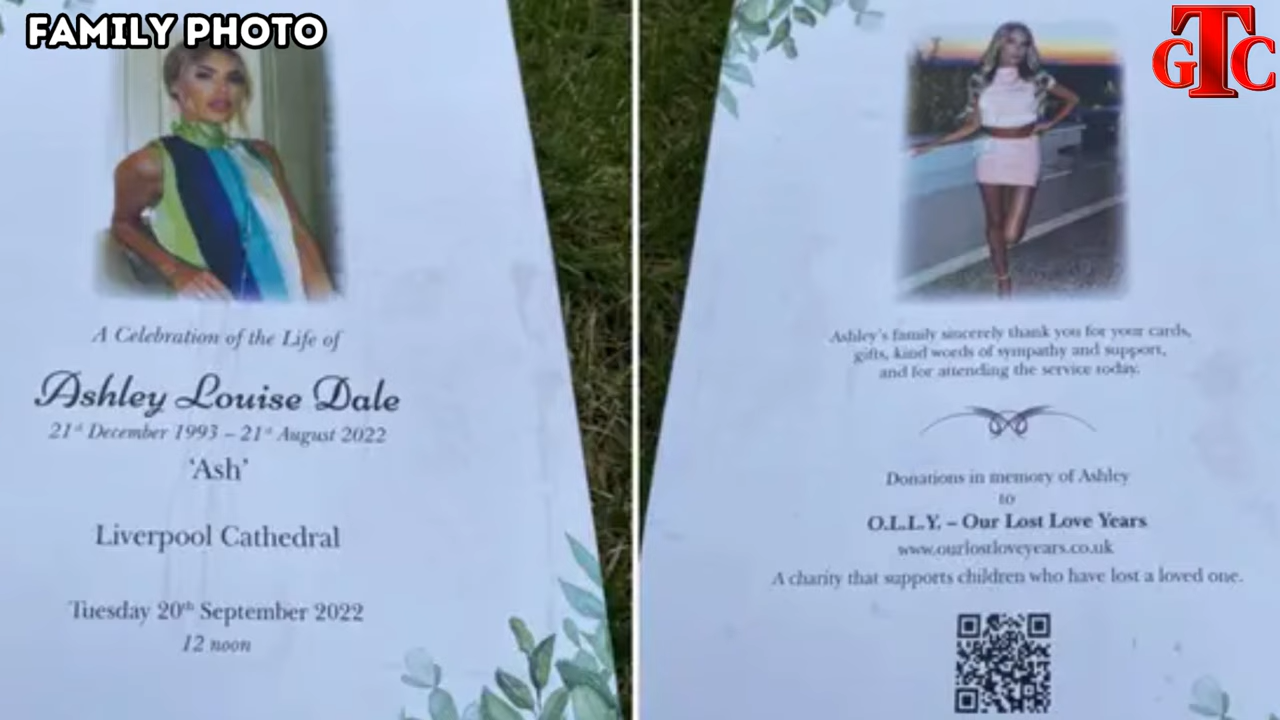 FAMILY PHOTO
GTC
A Celebration of the Life of
Ashley Louise Dale
21st December 1993 – 21st August 2022
'Ash'
Liverpool Cathedral
Tuesday 20th September 2022
12 noon
Ashley's family sincerely thank you for your cards,
gifts, kind words of sympathy and support,
and for attending the service today.
Donations in memory of Ashley
to
O.L.L.Y. – Our Lost Love Years
www.ourlostloveyears.co.uk
A charity that supports children who have lost a loved one.